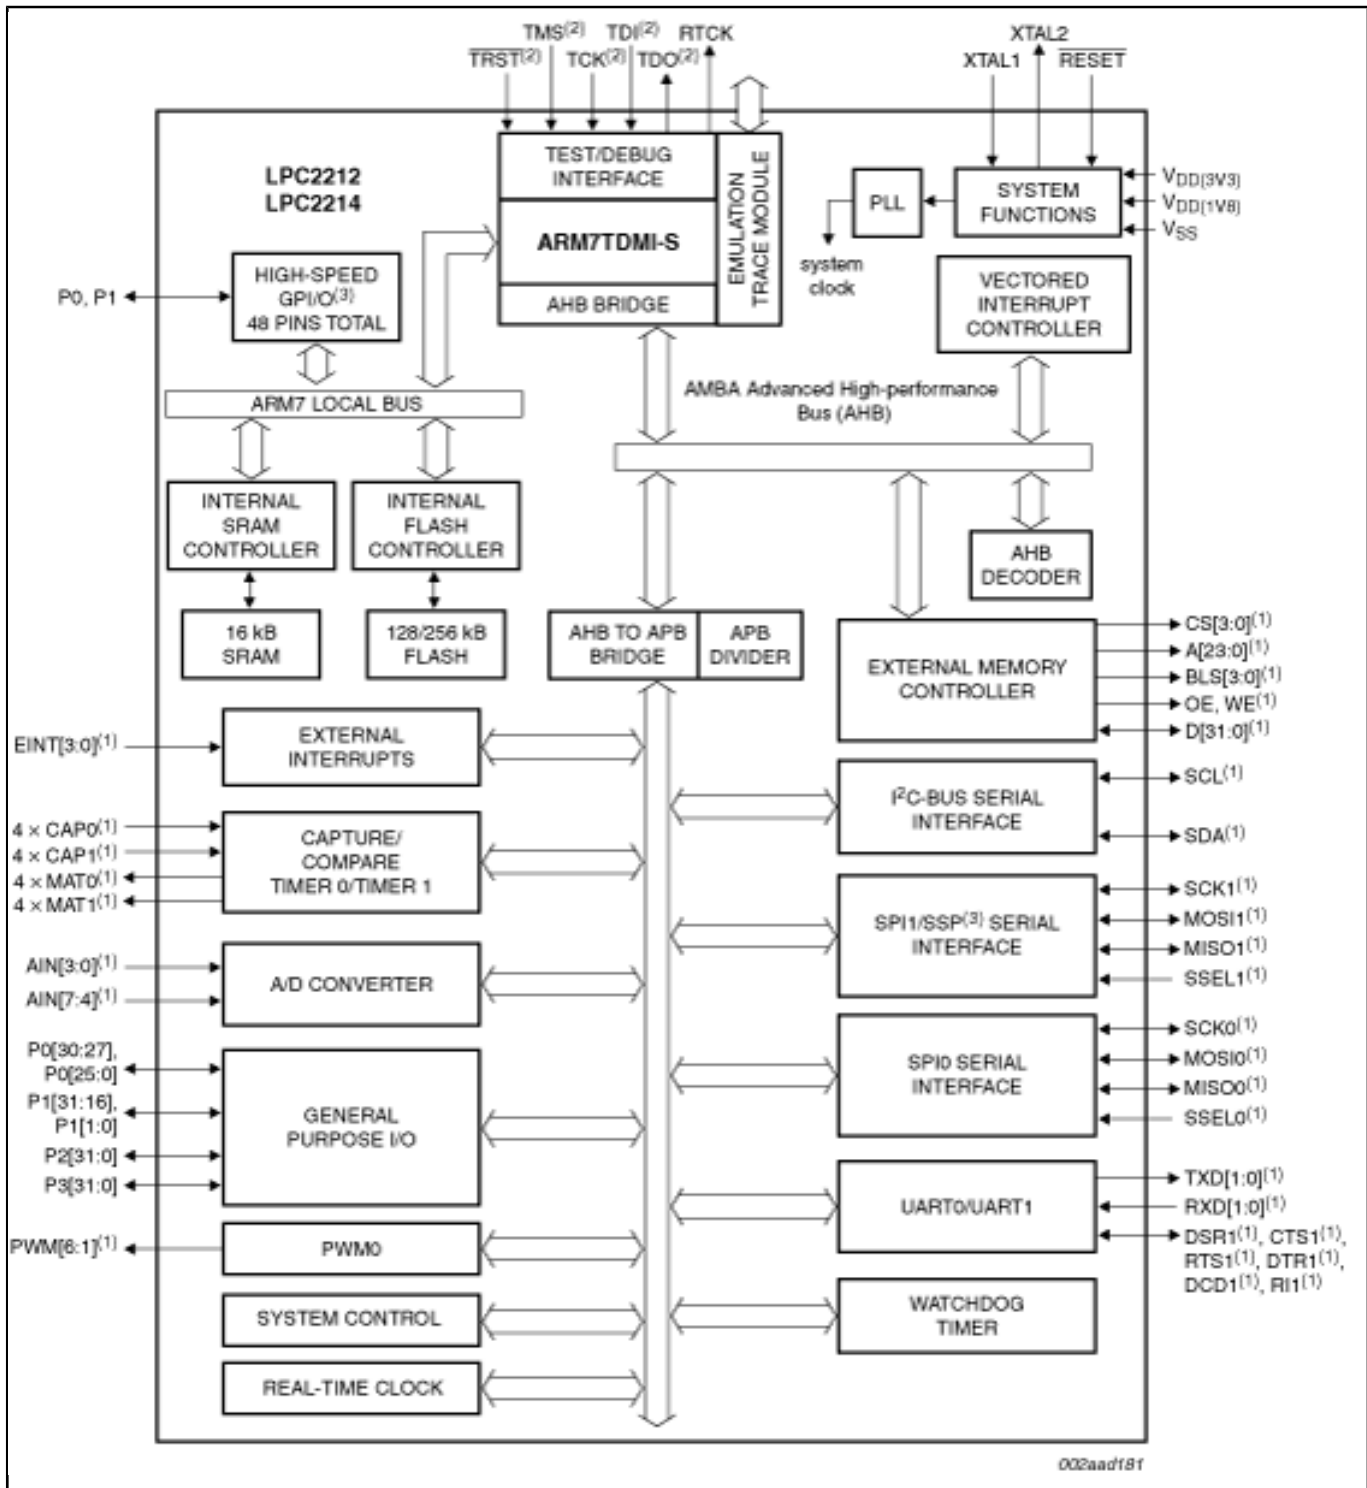 TMS(2) TDI(2) RTCK
TRST(2) TCK(2) TDO(2)
XTAL2
XTAL1 RESET
LPC2212
LPC2214
TEST/DEBUG
INTERFACE
ARM7TDMI-S
AHB BRIDGE
EMULATION
TRACE MODULE
PLL
system
clock
SYSTEM
FUNCTIONS
VDD(3V3)
VDD(1V8)
VSS
P0, P1
HIGH-SPEED
GPI/O(3)
48 PINS TOTAL
VECTORED
INTERRUPT
CONTROLLER
ARM7 LOCAL BUS
AMBA Advanced High-performance
Bus (AHB)
INTERNAL
SRAM
CONTROLLER
INTERNAL
FLASH
CONTROLLER
AHB
DECODER
16 kB
SRAM
128/256 kB
FLASH
AHB TO APB
BRIDGE
APB
DIVIDER
EXTERNAL MEMORY
CONTROLLER
CS[3:0](1)
A[23:0](1)
BLS[3:0](1)
OE, WE(1)
D[31:0](1)
EINT[3:0](1)
EXTERNAL
INTERRUPTS
I2C-BUS SERIAL
INTERFACE
SCL(1)
SDA(1)
4 × CAP0(1)
4 × CAP1(1)
4 × MAT0(1)
4 × MAT1(1)
CAPTURE/
COMPARE
TIMER 0/TIMER 1
SPI1/SSP(3) SERIAL
INTERFACE
SCK1(1)
MOSI1(1)
MISO1(1)
SSEL1(1)
AIN[3:0](1)
AIN[7:4](1)
A/D CONVERTER
SPI0 SERIAL
INTERFACE
SCK0(1)
MOSI0(1)
MISO0(1)
SSEL0(1)
P0[30:27],
P0[25:0]
P1[31:16],
P1[1:0]
P2[31:0]
P3[31:0]
GENERAL
PURPOSE I/O
UART0/UART1
TXD[1:0](1)
RXD[1:0](1)
DSR1(1), CTS1(1),
RTS1(1), DTR1(1),
DCD1(1), RI1(1)
PWM[6:1](1)
PWM0
SYSTEM CONTROL
WATCHDOG
TIMER
REAL-TIME CLOCK
002aad181